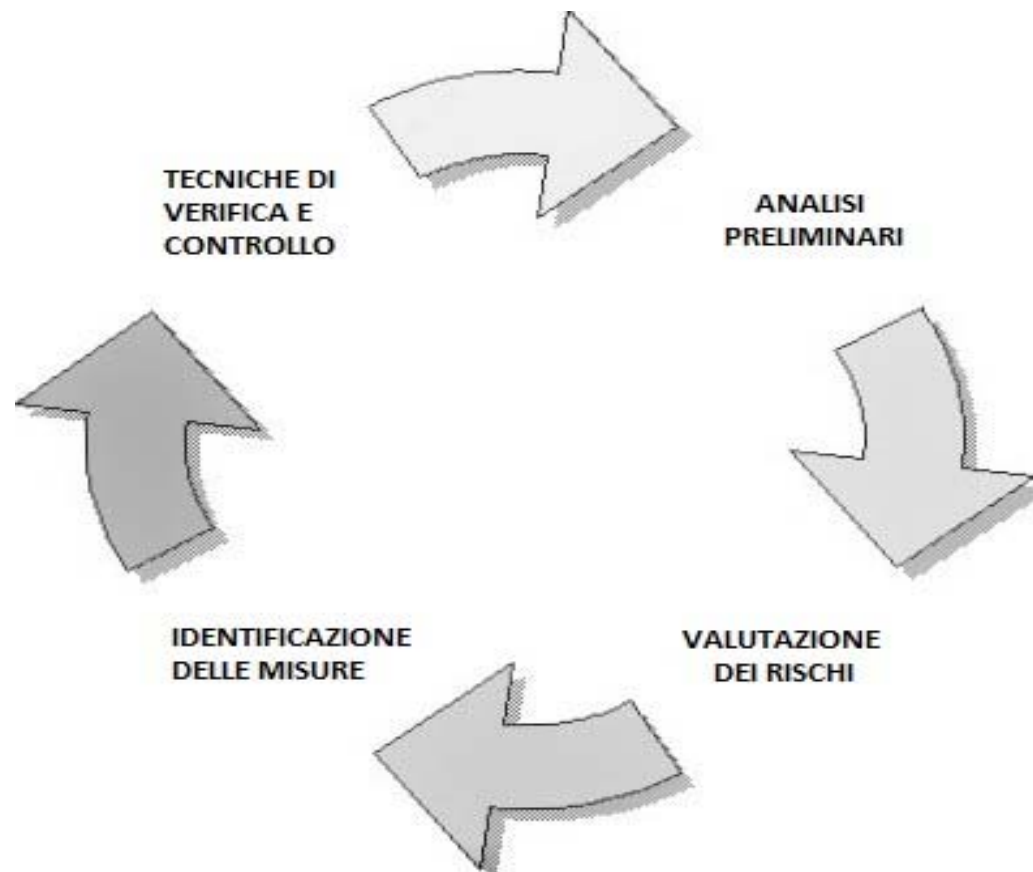 TECNICHE DI
VERIFICA E
CONTROLLO
ANALISI
PRELIMINARI
IDENTIFICAZIONE
DELLE MISURE
VALUTAZIONE
DEI RISCHI